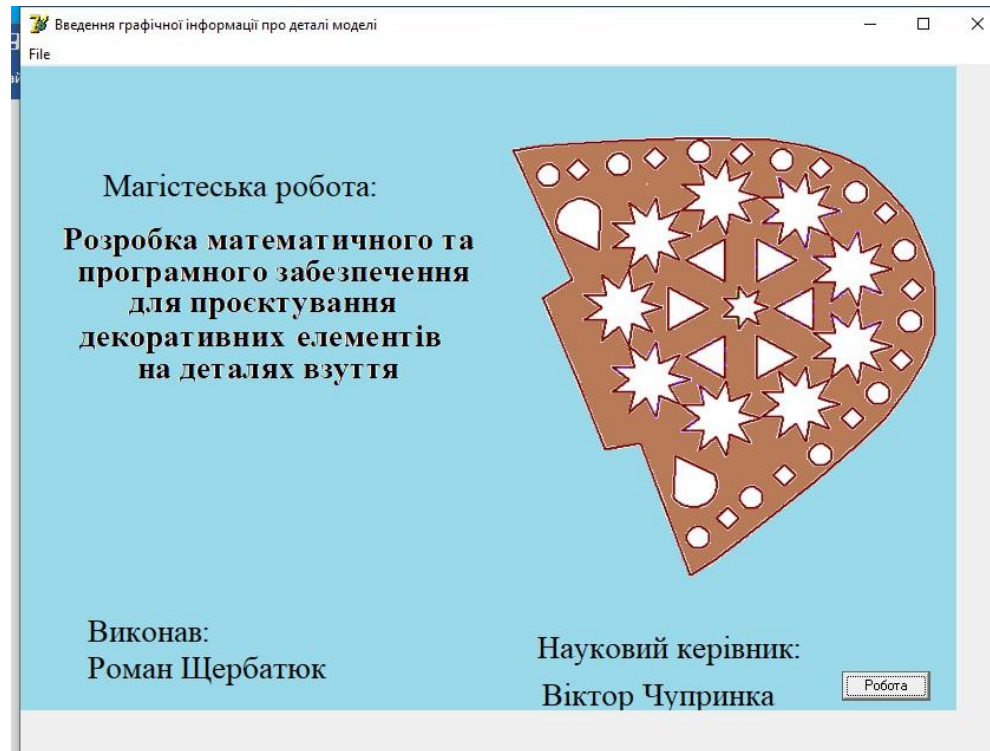 Введення графічної інформації про деталі моделі
File
Магістеська робота:
Розробка математичного та
програмного забезпечення
для проєктування
декоративних елементів
на деталях взуття
Виконав:
Роман Щербатюк
Науковий керівник:
Віктор Чупринка
Робота